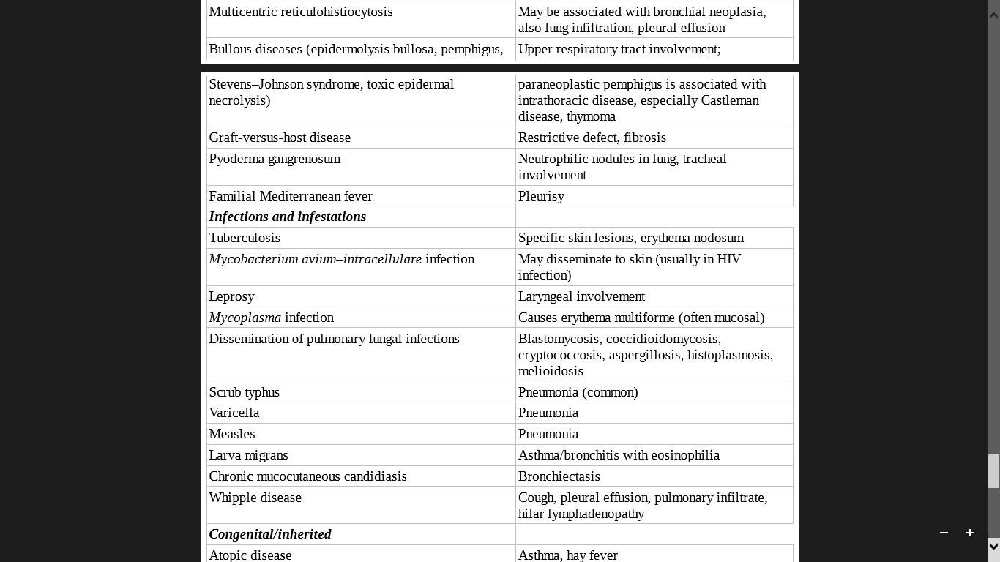 Multicentric reticulohistiocytosis
May be associated with bronchial neoplasia,
also lung infiltration, pleural effusion
Bullous diseases (epidermolysis bullosa, pemphigus,
Upper respiratory tract involvement;
Stevens–Johnson syndrome, toxic epidermal
necrolysis)
paraneoplastic pemphigus is associated with
intrathoracic disease, especially Castleman
disease, thymoma
Graft-versus-host disease
Restrictive defect, fibrosis
Pyoderma gangrenosum
Neutrophilic nodules in lung, tracheal
involvement
Familial Mediterranean fever
Pleurisy
Infections and infestations
Tuberculosis
Specific skin lesions, erythema nodosum
Mycobacterium avium–intracellulare infection
May disseminate to skin (usually in HIV
infection)
Leprosy
Laryngeal involvement
Mycoplasma infection
Causes erythema multiforme (often mucosal)
Dissemination of pulmonary fungal infections
Blastomycosis, coccidioidomycosis,
cryptococcosis, aspergillosis, histoplasmosis,
melioidosis
Scrub typhus
Pneumonia (common)
Varicella
Pneumonia
Measles
Pneumonia
Larva migrans
Asthma/bronchitis with eosinophilia
Chronic mucocutaneous candidiasis
Bronchiectasis
Whipple disease
Cough, pleural effusion, pulmonary infiltrate,
hilar lymphadenopathy
Congenital/inherited
Atopic disease
Asthma, hay fever